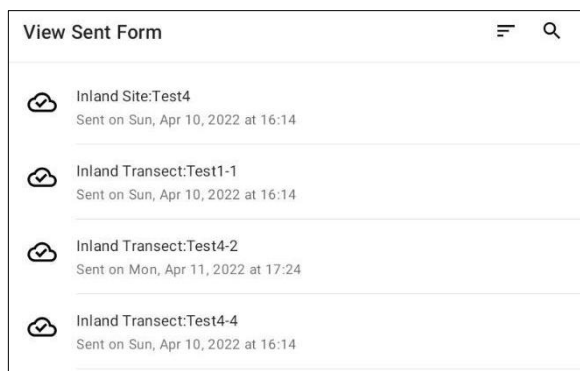 View Sent Form
Inland Site:Test4
Sent on Sun, Apr 10, 2022 at 16:14
Inland Transect:Test1-1
Sent on Sun, Apr 10, 2022 at 16:14
Inland Transect:Test4-2
Sent on Mon, Apr 11, 2022 at 17:24
Inland Transect:Test4-4
Sent on Sun, Apr 10, 2022 at 16:14